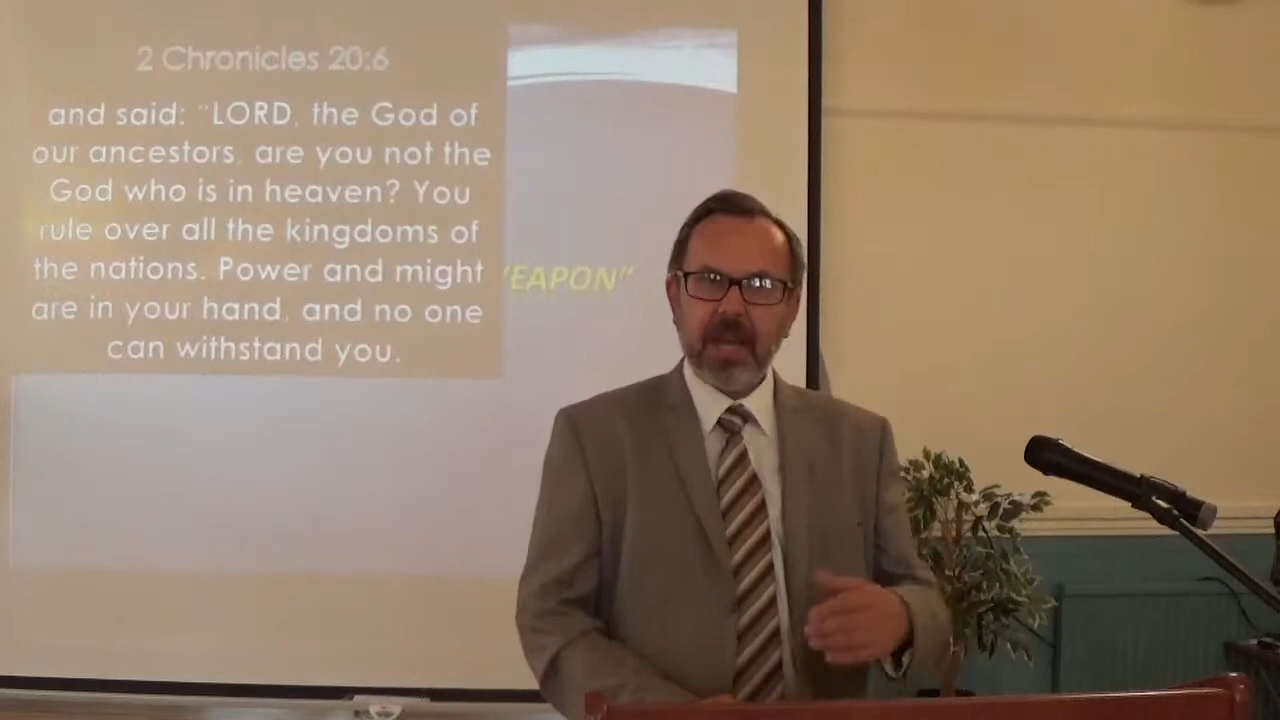 2 Chronicles 20:6
and said: “LORD, the God of
our ancestors, are you not the
God who is in heaven? You
rule over all the kingdoms of
the nations. Power and might
are in your hand, and no one
can withstand you.
EAPON”